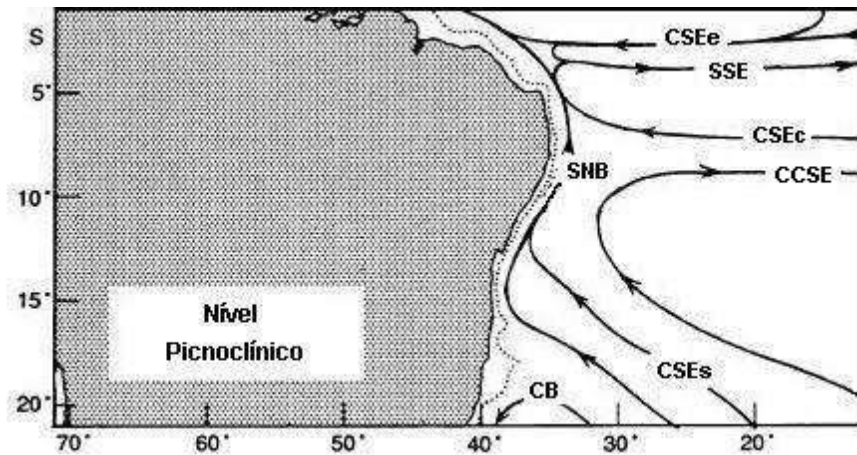 S
CSEe
SSE
5°
CSEc
SNB
CCSE
10°
15°
Nível
Picnoclínico
CSEs
CB
20°
70° 60° 50° 40° 30° 20°